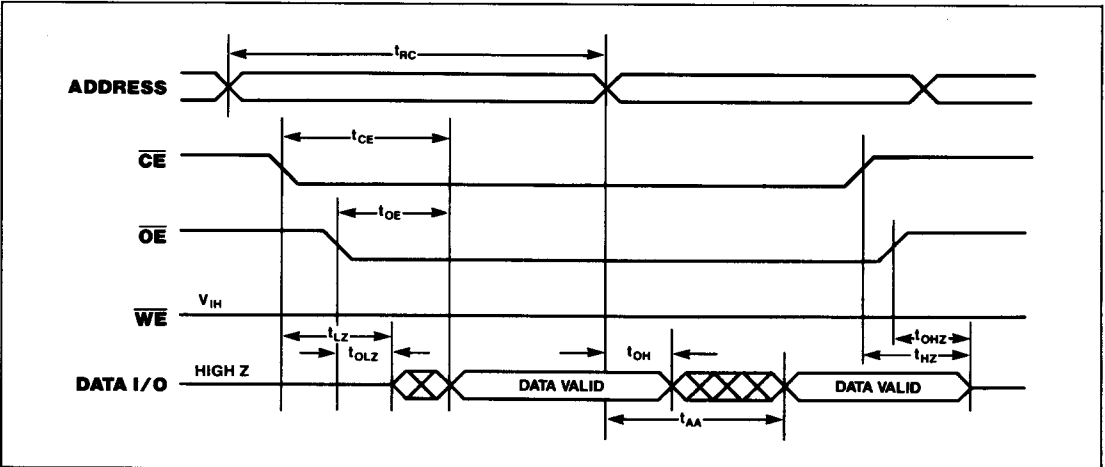 tRC
ADDRESS
tCE
CE
tOE
OE
VIH
WE
tLZ
tOHZ
tOLZ
tOH
tHZ
DATA I/O
HIGH Z
DATA VALID
DATA VALID
tAA